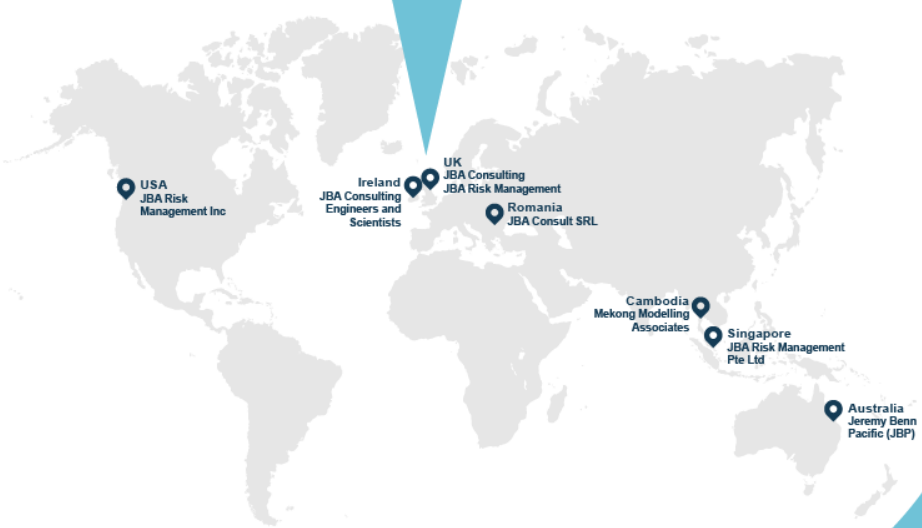 UK
JBA Consulting
JBA Risk Management
Ireland
JBA Consulting
Engineers and
Scientists
USA
JBA Risk
Management Inc
Romania
JBA Consult SRL
Cambodia
Mekong Modelling
Associates
Singapore
JBA Risk Management
Pte Ltd
Australia
Jeremy Benn
Pacific (JBP)